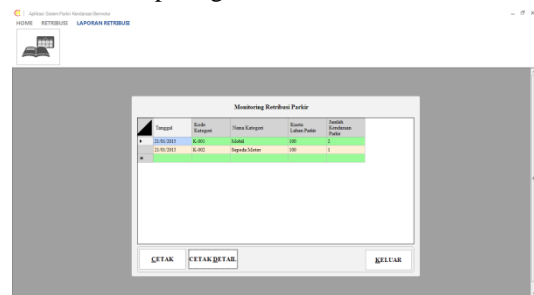 Aplikasi Sistem Parkir Kendaraan Bermotor
HOME RETRIBUSI LAPORAN RETRIBUSI
Monitoring Retribusi Parkir
Tanggal Kode Kategori Nama Kategori Kuota Lahan Parkir Jumlah Kendaraan Parkir
21/01/2015 K-001 Mobil 100 2
21/01/2015 K-002 Sepeda Motor 100 1
CETAK CETAK DETAIL KELUAR